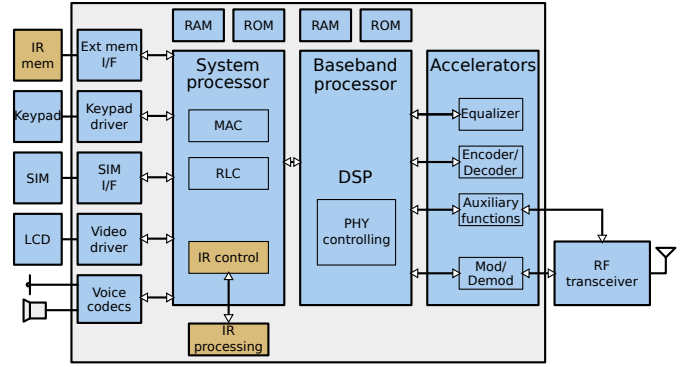 RAM
ROM
RAM
ROM
IR
mem
Ext mem
I/F
System
processor
Baseband
processor
Accelerators
Keypad
Keypad
driver
MAC
Equalizer
SIM
SIM
I/F
RLC
DSP
Encoder/
Decoder
PHY
controlling
Auxiliary
functions
LCD
Video
driver
IR control
Mod/
Demod
RF
transceiver
Voice
codecs
IR
processing